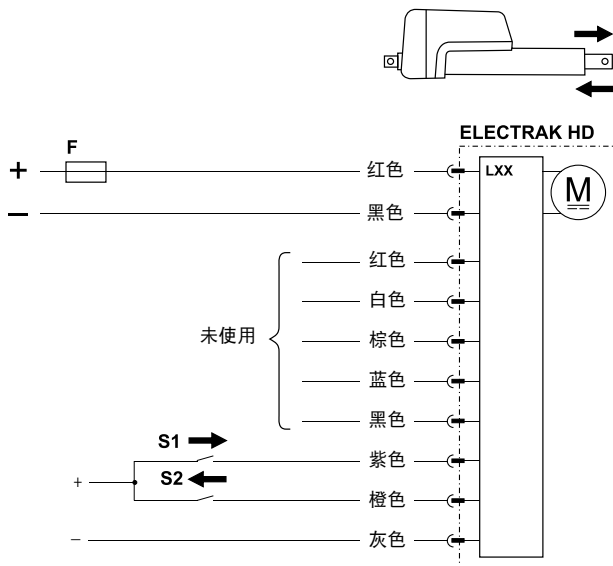 ELECTRAK HD
F
+
红色
LXX
M
−
黑色
红色
白色
未使用
棕色
蓝色
黑色
S1
紫色
+
S2
橙色
−
灰色